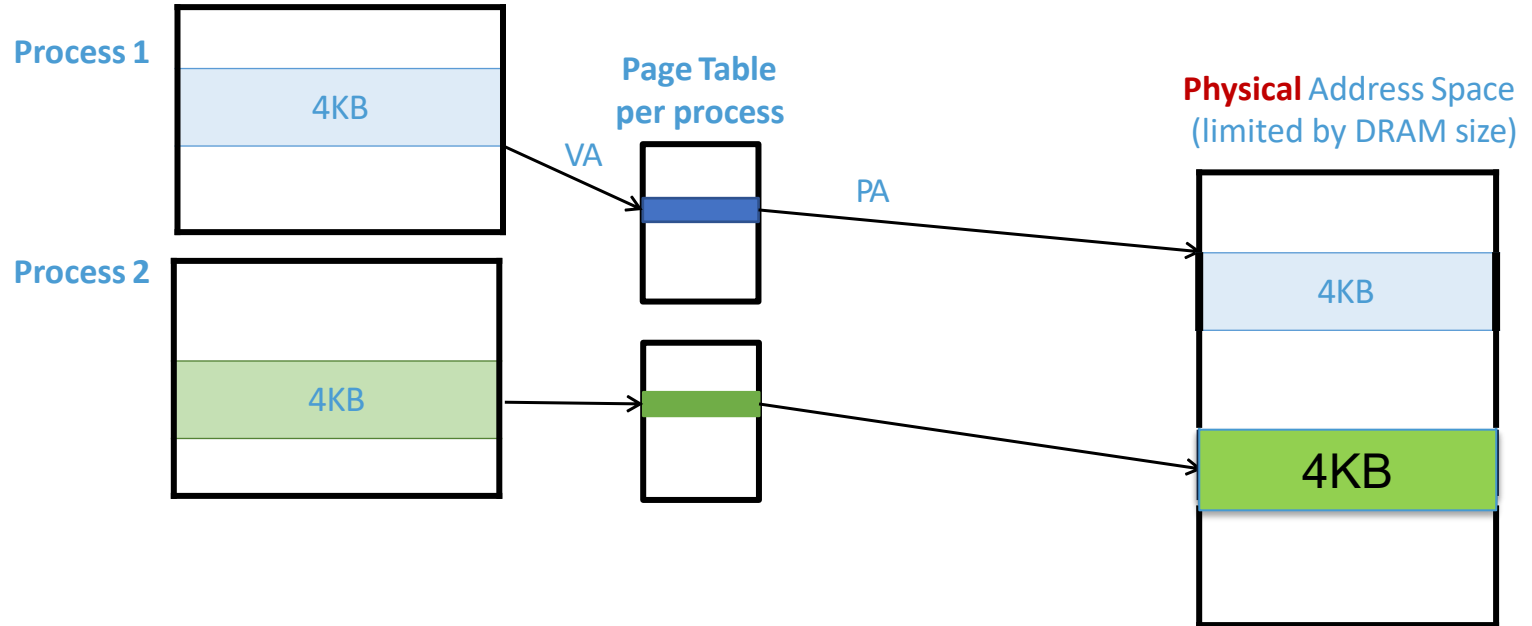 Process 1
4KB
Page Table
per process
VA
PA
Physical Address Space
(limited by DRAM size)
4KB
Process 2
4KB
4KB